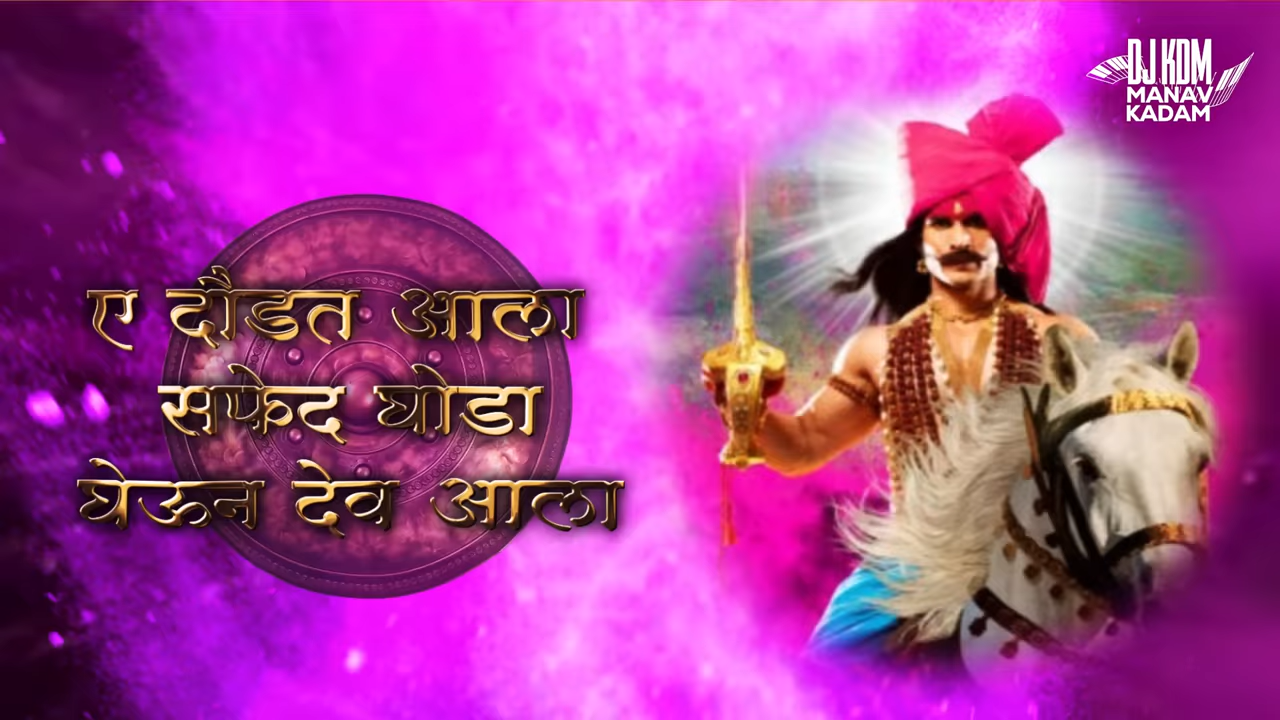 DJ KDM
MANAV
KADAM
ए दौडत आला
सफेद घोडा
घेऊन देव आला